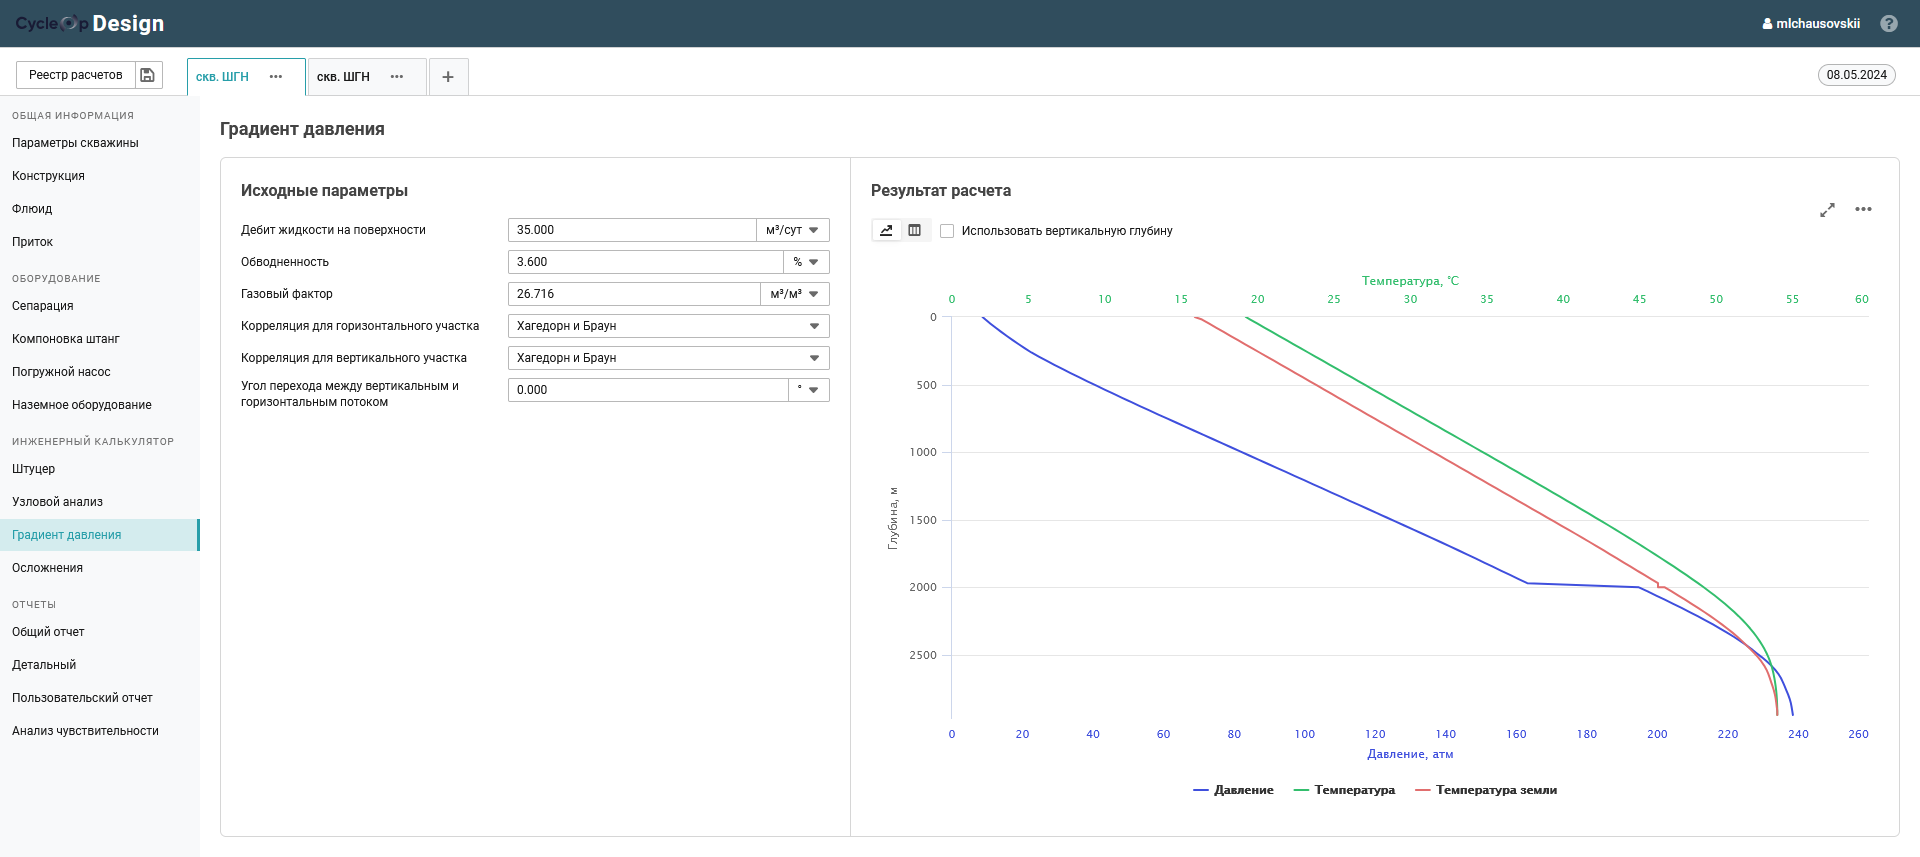 CycleOp Design
mlchausovskii
?
Реестр расчетов
скв. ШГН
скв. ШГН
08.05.2024
ОБЩАЯ ИНФОРМАЦИЯ
Параметры скважины
Конструкция
Флюид
Приток
ОБОРУДОВАНИЕ
Сепарация
Компоновка штанг
Погружной насос
Наземное оборудование
ИНЖЕНЕРНЫЙ КАЛЬКУЛЯТОР
Штуцер
Узловой анализ
Градиент давления
Осложнения
ОТЧЕТЫ
Общий отчет
Детальный
Пользовательский отчет
Анализ чувствительности
Градиент давления
Исходные параметры
Дебит жидкости на поверхности 35.000 м³/сут
Обводненность 3.600 %
Газовый фактор 26.716 м³/м³
Корреляция для горизонтального участка Хагедорн и Браун
Корреляция для вертикального участка Хагедорн и Браун
Угол перехода между вертикальным и
горизонтальным потоком 0.000 °
Результат расчета
Использовать вертикальную глубину
Температура, °C
0 5 10 15 20 25 30 35 40 45 50 55 60
0
500
1000
1500
2000
2500
Глубина, м
0 20 40 60 80 100 120 140 160 180 200 220 240 260
Давление, атм
Давление Температура Температура земли